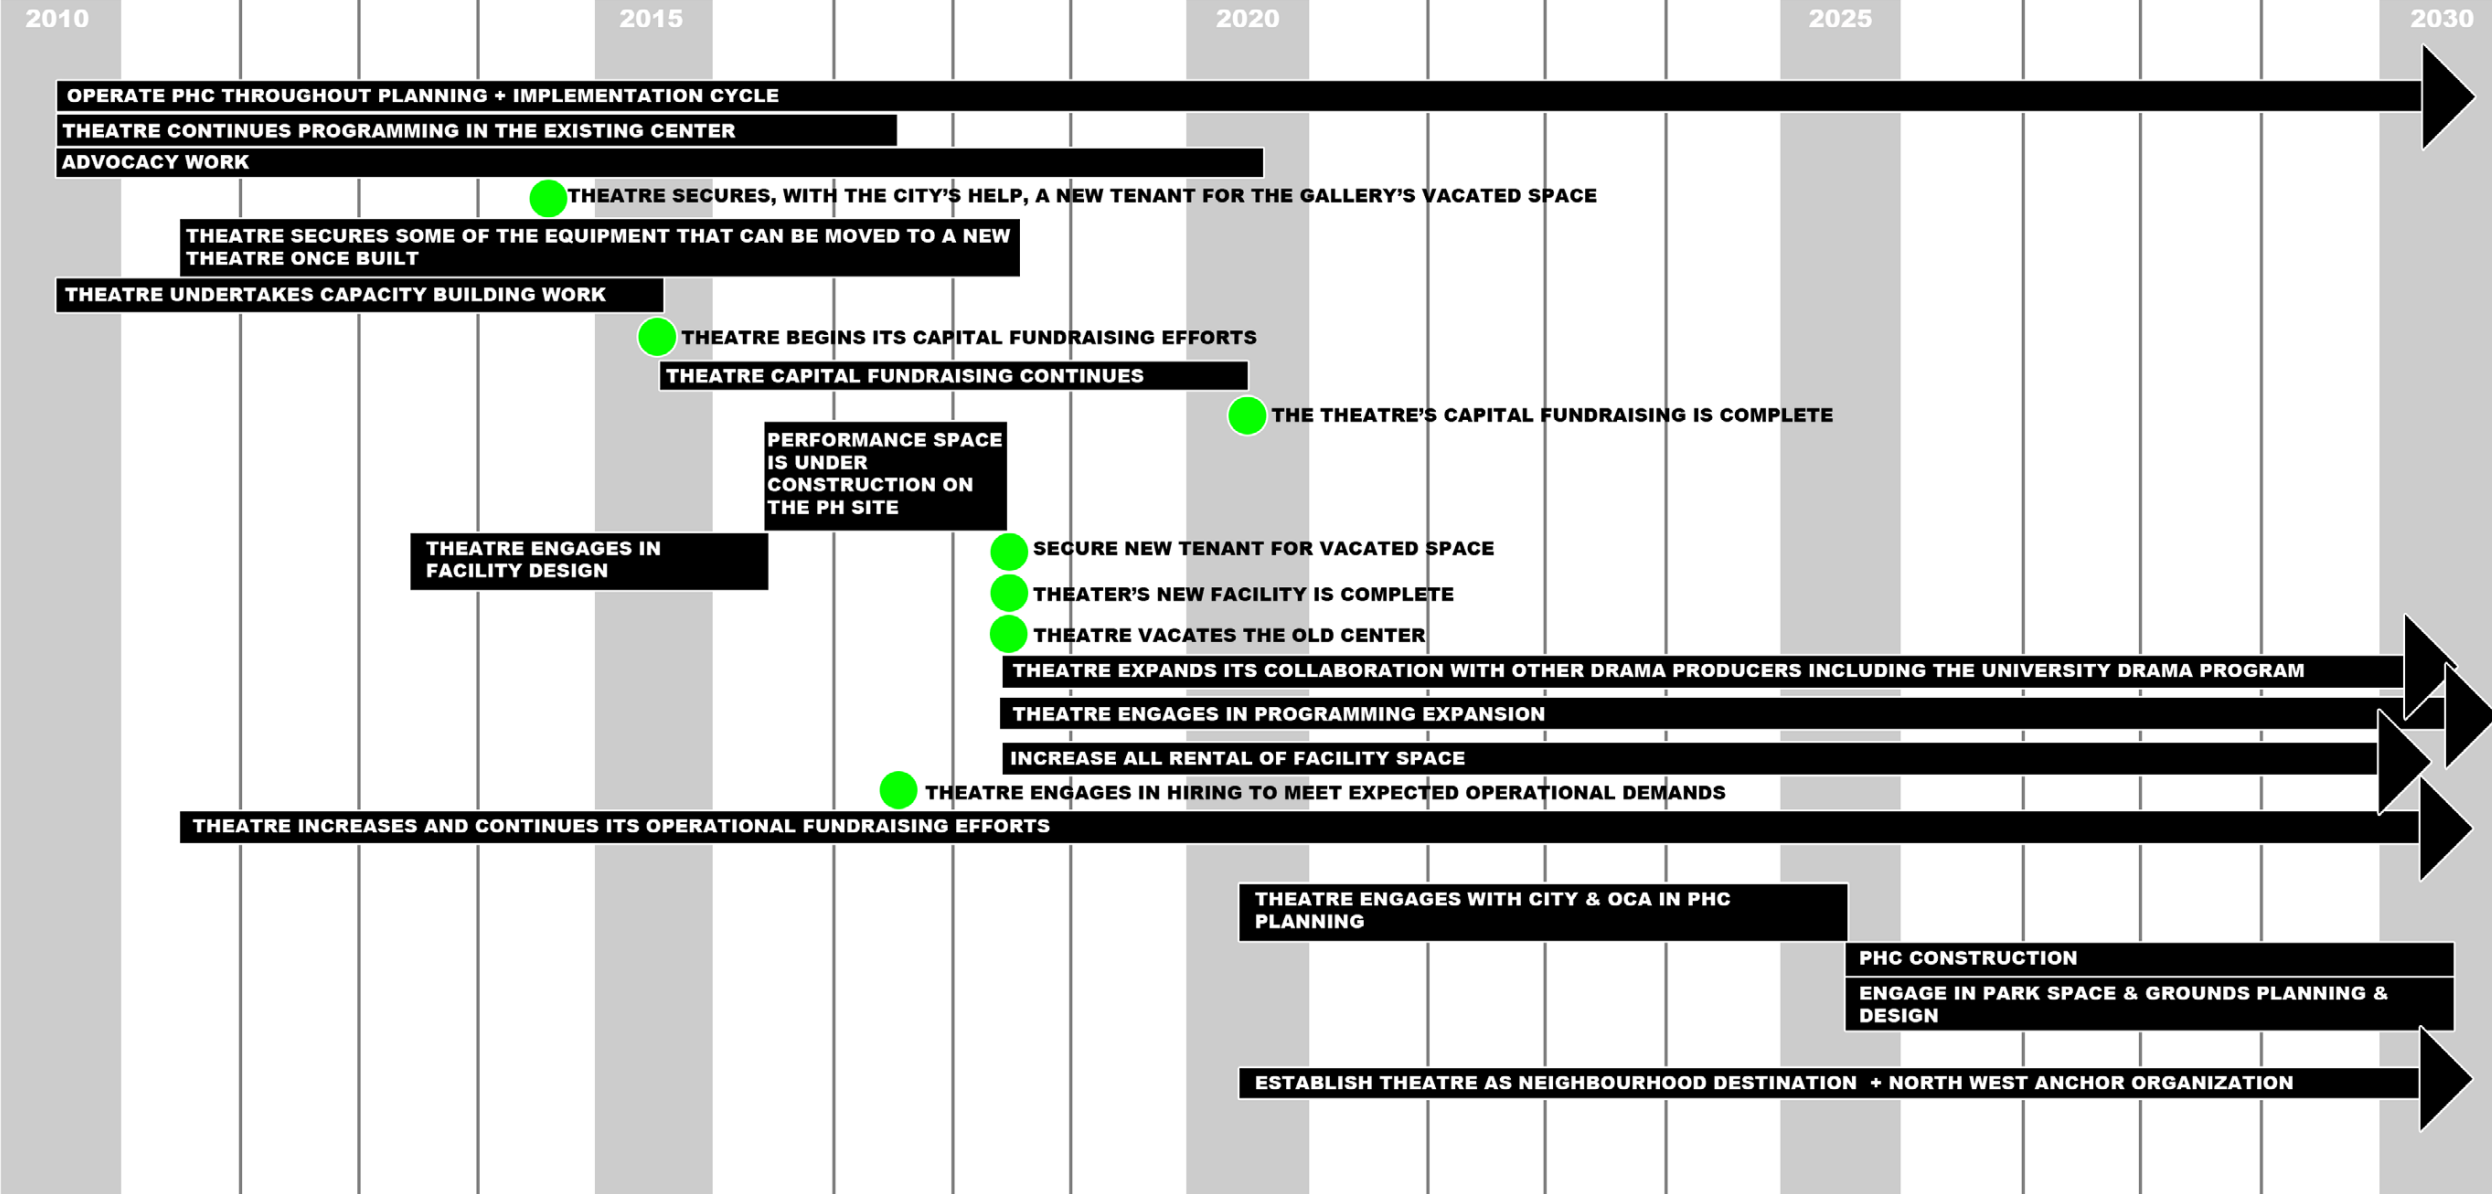 2010 2015 2020 2025 2030
OPERATE PHC THROUGHOUT PLANNING + IMPLEMENTATION CYCLE
THEATRE CONTINUES PROGRAMMING IN THE EXISTING CENTER
ADVOCACY WORK
THEATRE SECURES, WITH THE CITY’S HELP, A NEW TENANT FOR THE GALLERY’S VACATED SPACE
THEATRE SECURES SOME OF THE EQUIPMENT THAT CAN BE MOVED TO A NEW
THEATRE ONCE BUILT
THEATRE UNDERTAKES CAPACITY BUILDING WORK
THEATRE BEGINS ITS CAPITAL FUNDRAISING EFFORTS
THEATRE CAPITAL FUNDRAISING CONTINUES
THE THEATRE’S CAPITAL FUNDRAISING IS COMPLETE
PERFORMANCE SPACE
IS UNDER
CONSTRUCTION ON
THE PH SITE
THEATRE ENGAGES IN
FACILITY DESIGN
SECURE NEW TENANT FOR VACATED SPACE
THEATER’S NEW FACILITY IS COMPLETE
THEATRE VACATES THE OLD CENTER
THEATRE EXPANDS ITS COLLABORATION WITH OTHER DRAMA PRODUCERS INCLUDING THE UNIVERSITY DRAMA PROGRAM
THEATRE ENGAGES IN PROGRAMMING EXPANSION
INCREASE ALL RENTAL OF FACILITY SPACE
THEATRE ENGAGES IN HIRING TO MEET EXPECTED OPERATIONAL DEMANDS
THEATRE INCREASES AND CONTINUES ITS OPERATIONAL FUNDRAISING EFFORTS
THEATRE ENGAGES WITH CITY & OCA IN PHC
PLANNING
PHC CONSTRUCTION
ENGAGE IN PARK SPACE & GROUNDS PLANNING &
DESIGN
ESTABLISH THEATRE AS NEIGHBOURHOOD DESTINATION + NORTH WEST ANCHOR ORGANIZATION